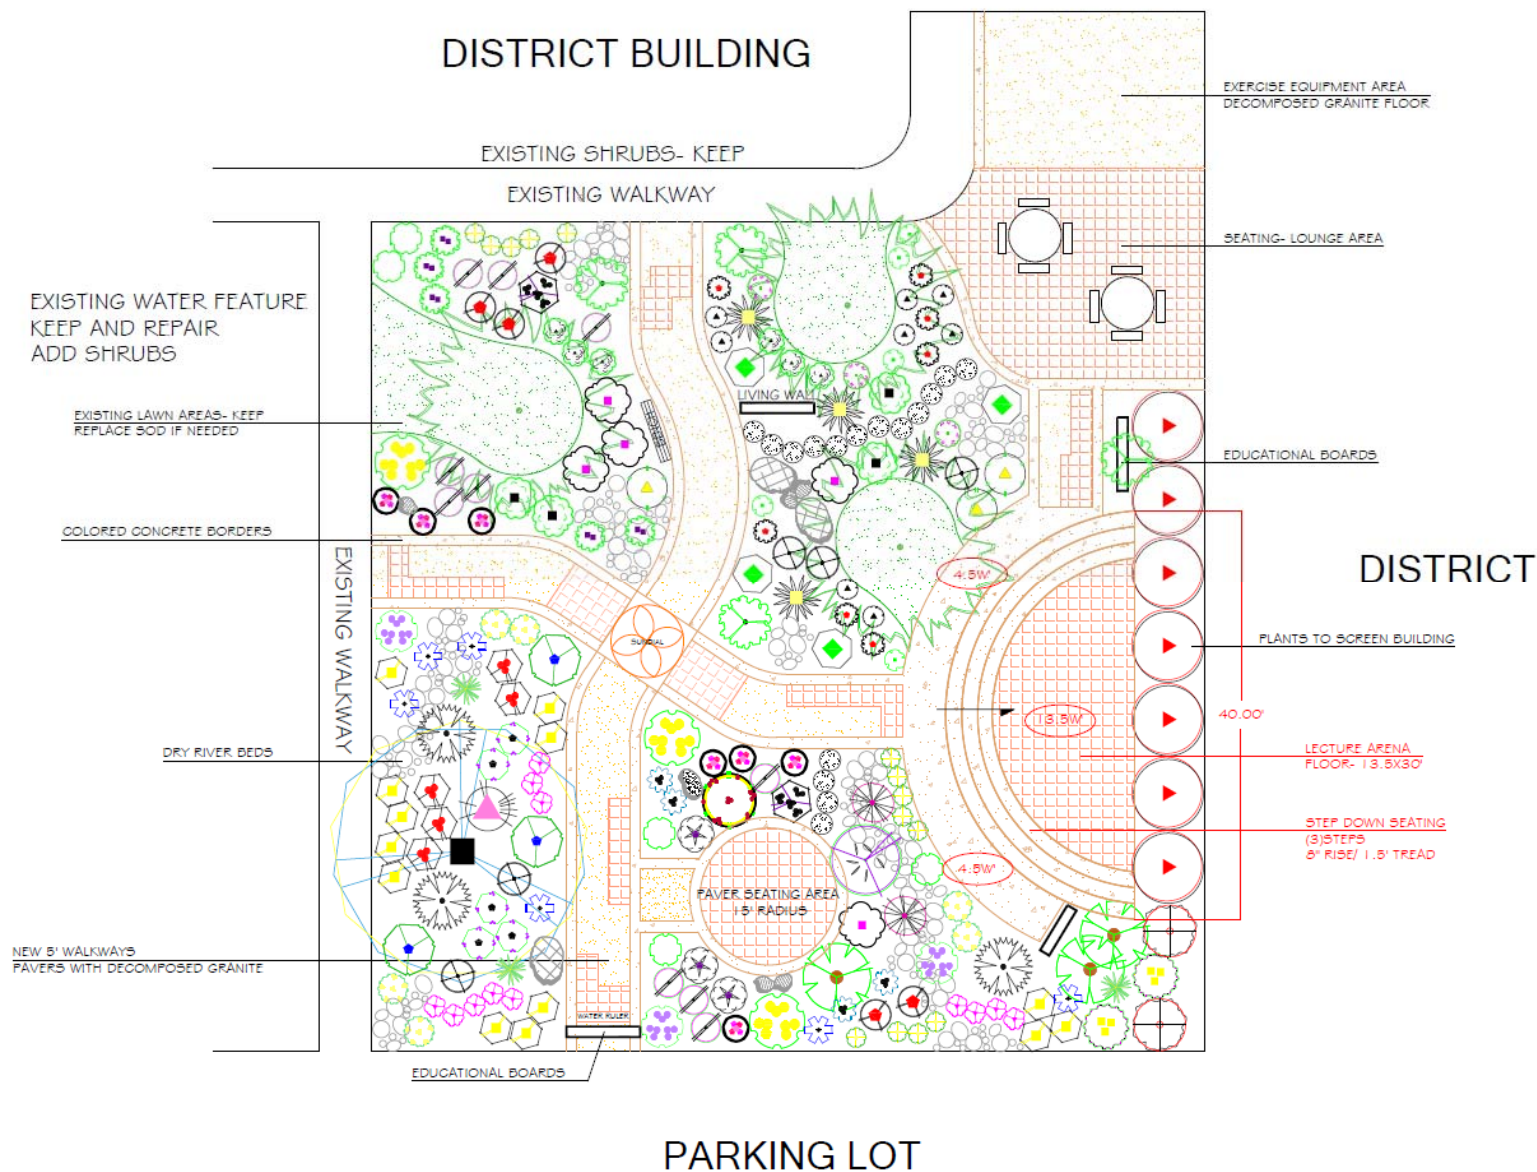 DISTRICT BUILDING
EXERCISE EQUIPMENT AREA
DECOMPOSED GRANITE FLOOR
EXISTING SHRUBS- KEEP
EXISTING WALKWAY
SEATING- LOUNGE AREA
EXISTING WATER FEATURE
KEEP AND REPAIR
ADD SHRUBS
LIVING WALL
EXISTING LAWN AREAS- KEEP
REPLACE SOD IF NEEDED
EDUCATIONAL BOARDS
COLORED CONCRETE BORDERS
EXISTING WALKWAY
4.5W'
DISTRICT
SUNDIAL
PLANTS TO SCREEN BUILDING
13.5W'
40.00'
DRY RIVER BEDS
LECTURE ARENA
FLOOR- 13.5X30'
STEP DOWN SEATING
(3)STEPS
8" RISE/ 1.5' TREAD
4.5W'
PAVER SEATING AREA
15' RADIUS
NEW 5' WALKWAYS
PAVERS WITH DECOMPOSED GRANITE
WATER RULER
EDUCATIONAL BOARDS
PARKING LOT